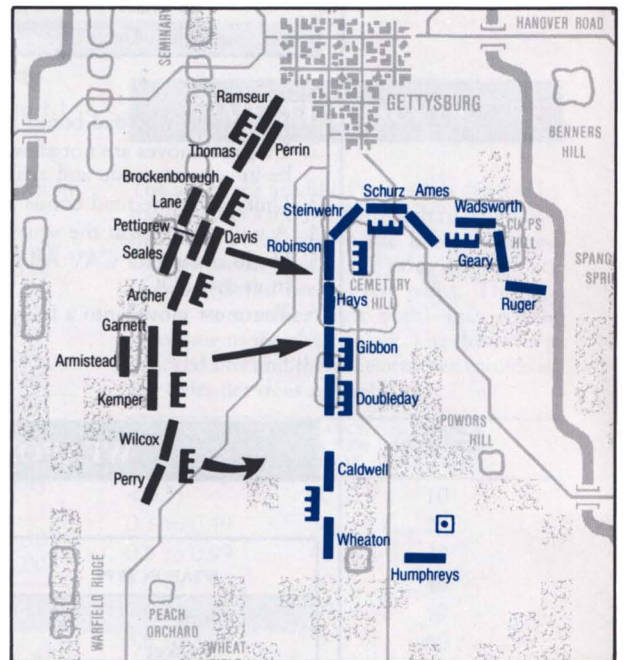 HANOVER ROAD
SEMINARY
GETTYSBURG
BENNERS
HILL
Ramseur
Thomas
Perrin
Brockenborough
Lane
Pettigrew
Davis
Seales
Archer
Garnett
Armistead
Kemper
Wilcox
Perry
Schurz
Ames
Steinwehr
Wadsworth
CULPS
HILL
Robinson
Geary
SPANG
SPRI
CEMETERY
HILL
Hays
Ruger
Gibbon
Doubleday
POWORS
HILL
Caldwell
Wheaton
Humphreys
WARFIELD RIDGE
PEACH
ORCHARD
WHEAT